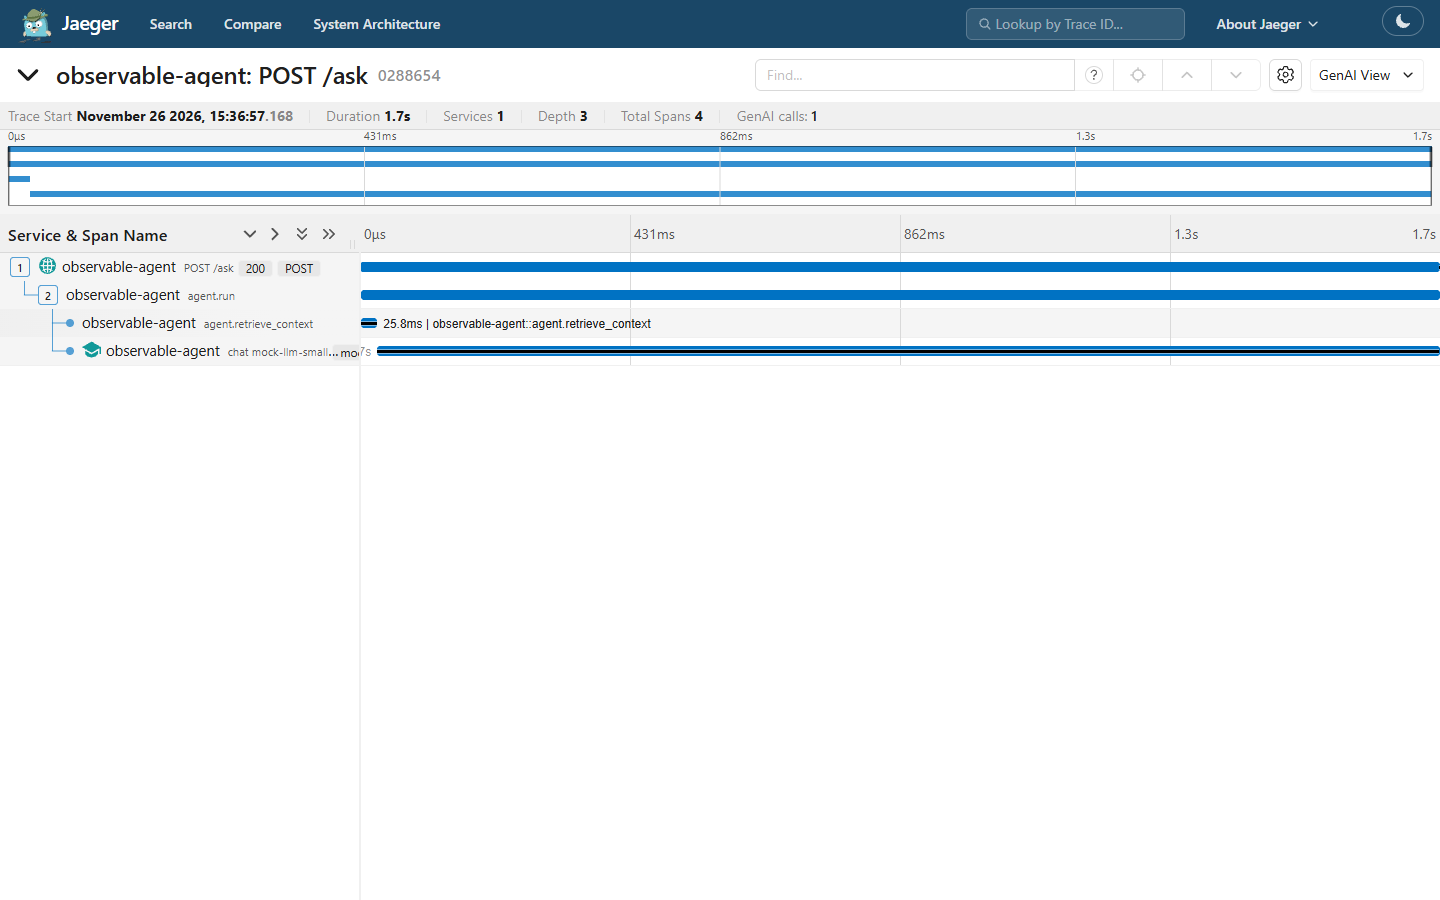 Jaeger Search Compare System Architecture Lookup by Trace ID... About Jaeger
observable-agent: POST /ask 0288654 Find... ? GenAI View
Trace Start November 26 2026, 15:36:57.168 Duration 1.7s Services 1 Depth 3 Total Spans 4 GenAI calls: 1
0μs 431ms 862ms 1.3s 1.7s
Service & Span Name 0μs 431ms 862ms 1.3s 1.7s
1 observable-agent POST /ask 200 POST
2 observable-agent agent.run
observable-agent agent.retrieve_context 25.8ms | observable-agent::agent.retrieve_context
observable-agent chat mock-llm-small... mo 7s